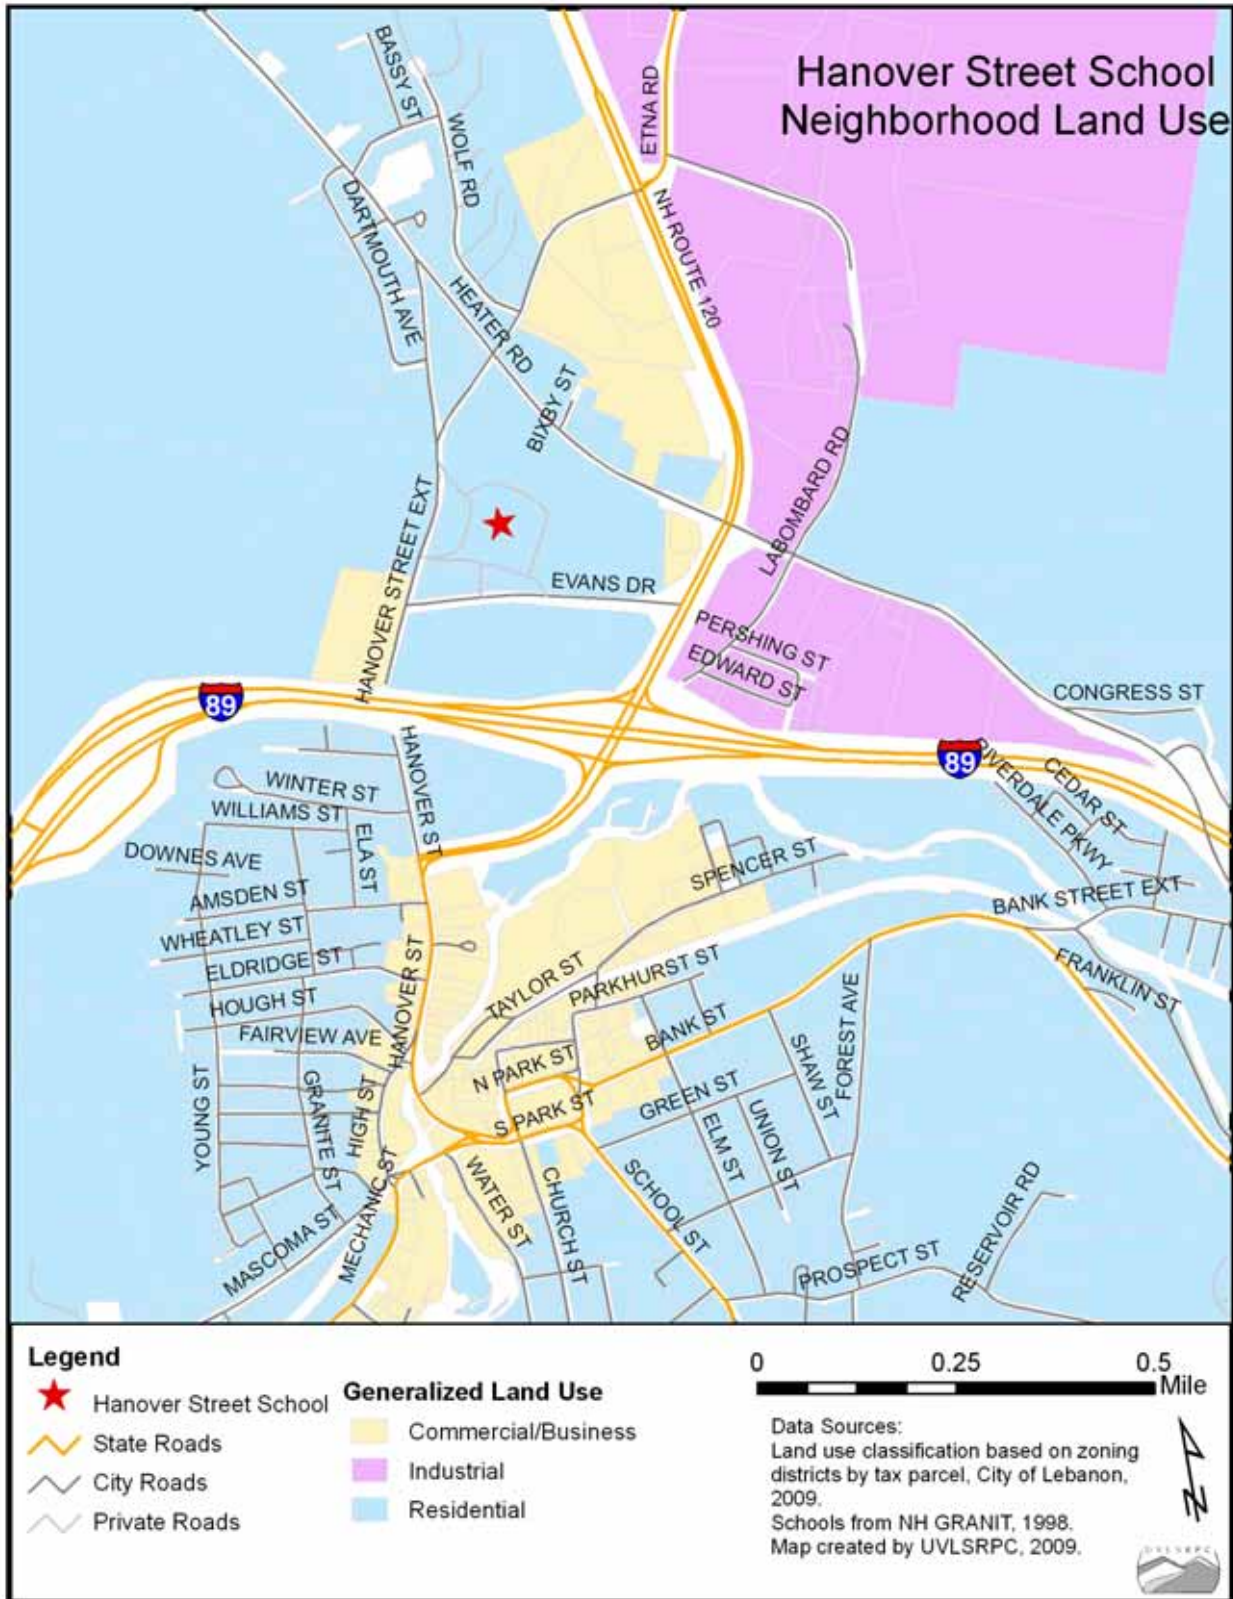 Hanover Street School
Neighborhood Land Use
BASSY ST
WOLF RD
ETNA RD
DARTMOUTH AVE
NH ROUTE 120
HEATER RD
BIXBY ST
LABOMBARD RD
HANOVER STREET EXT
EVANS DR
PERSHING ST
EDWARD ST
CONGRESS ST
89
89
HANOVER ST
RIVERDALE PKWY
CEDAR ST
WINTER ST
WILLIAMS ST
ELA ST
DOWNES AVE
SPENCER ST
AMSDEN ST
BANK STREET EXT
WHEATLEY ST
ELDRIDGE ST
HANOVER ST
TAYLOR ST
PARKHURST ST
FRANKLIN ST
HOUGH ST
FAIRVIEW AVE
BANK ST
FOREST AVE
SHAW ST
N PARK ST
GREEN ST
YOUNG ST
GRANITE ST
HIGH ST
S PARK ST
ELM ST
UNION ST
MECHANIC ST
WATER ST
CHURCH ST
SCHOOL ST
RESERVOIR RD
MASCOMA ST
PROSPECT ST
Legend
Hanover Street School
State Roads
City Roads
Private Roads
Generalized Land Use
Commercial/Business
Industrial
Residential
0 0.25 0.5
Mile
Data Sources:
Land use classification based on zoning
districts by tax parcel, City of Lebanon,
2009.
Schools from NH GRANIT, 1998.
Map created by UVLSRPC, 2009.
N
UVLSRPC